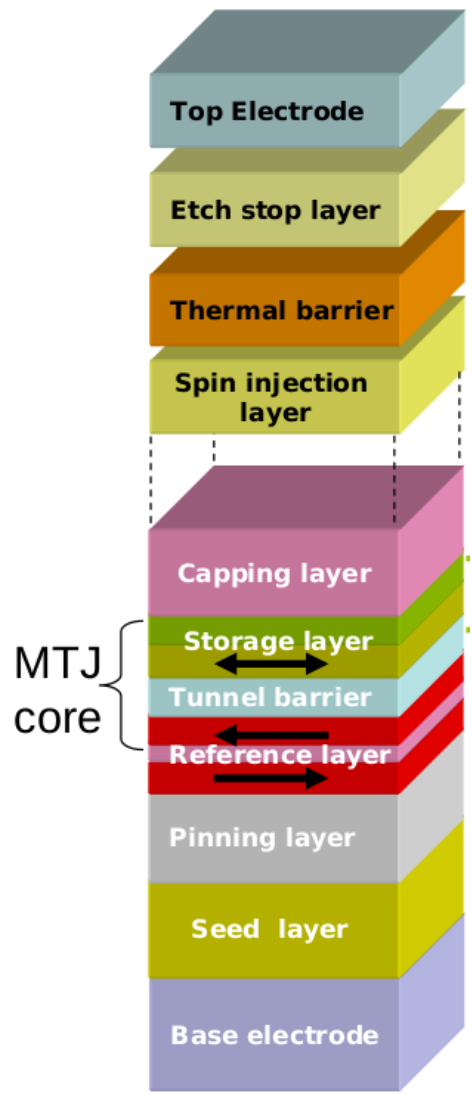 Top Electrode
Etch stop layer
Thermal barrier
Spin injection
layer
Capping layer
Storage layer
MTJ
core
Tunnel barrier
Reference layer
Pinning layer
Seed layer
Base electrode